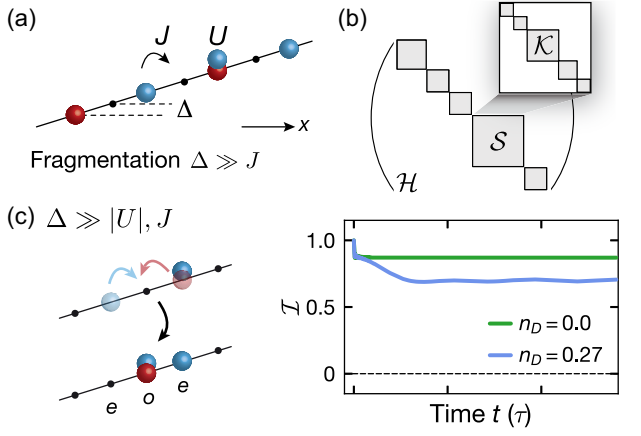 (a)
J
U
Δ
x
Fragmentation Δ ≫ J
(b)
𝒦
𝒮
ℋ
(c) Δ ≫ |U|, J
e o e
1.0
0.5
0
ℐ
n_D = 0.0
n_D = 0.27
Time t (τ)